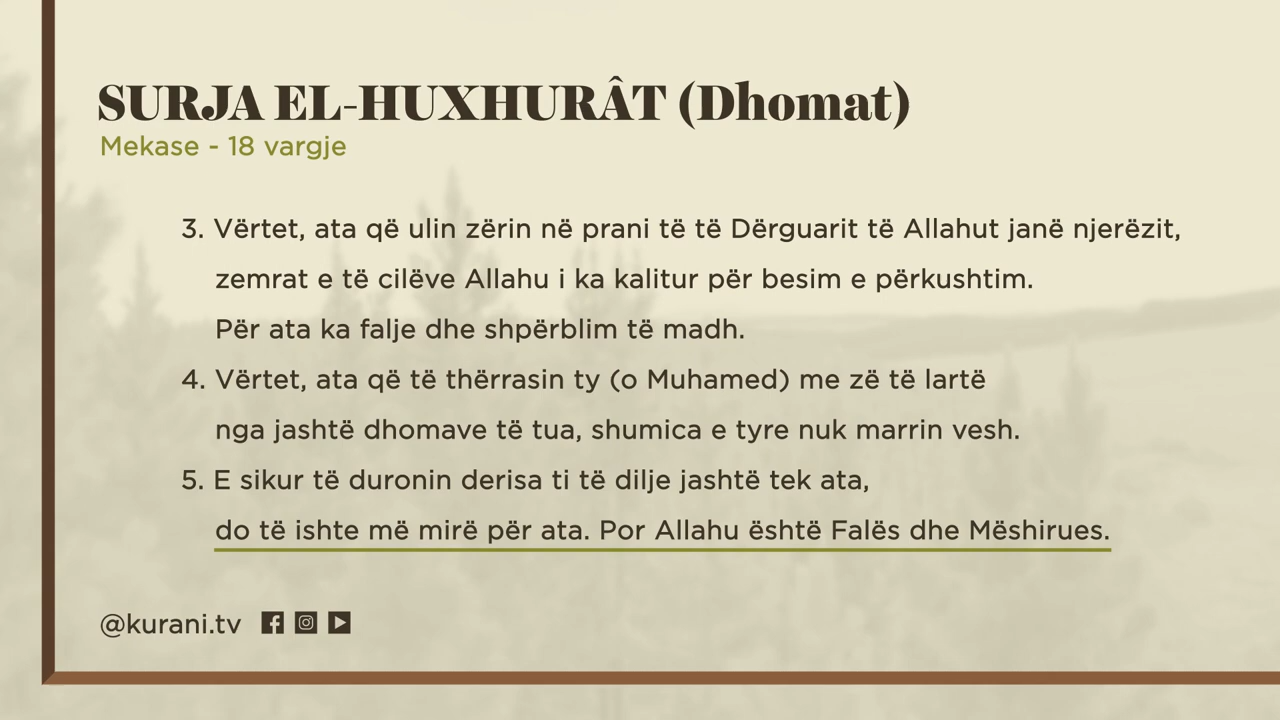 SURJA EL-HUXHURÂT (Dhomat)
Mekase - 18 vargje
3. Vërtet, ata që ulin zërin në prani të të Dërguarit të Allahut janë njerëzit,
zemrat e të cilëve Allahu i ka kalitur për besim e përkushtim.
Për ata ka falje dhe shpërblim të madh.
4. Vërtet, ata që të thërrasin ty (o Muhamed) me zë të lartë
nga jashtë dhomave të tua, shumica e tyre nuk marrin vesh.
5. E sikur të duronin derisa ti të dilje jashtë tek ata,
do të ishte më mirë për ata. Por Allahu është Falës dhe Mëshirues.
@kurani.tv